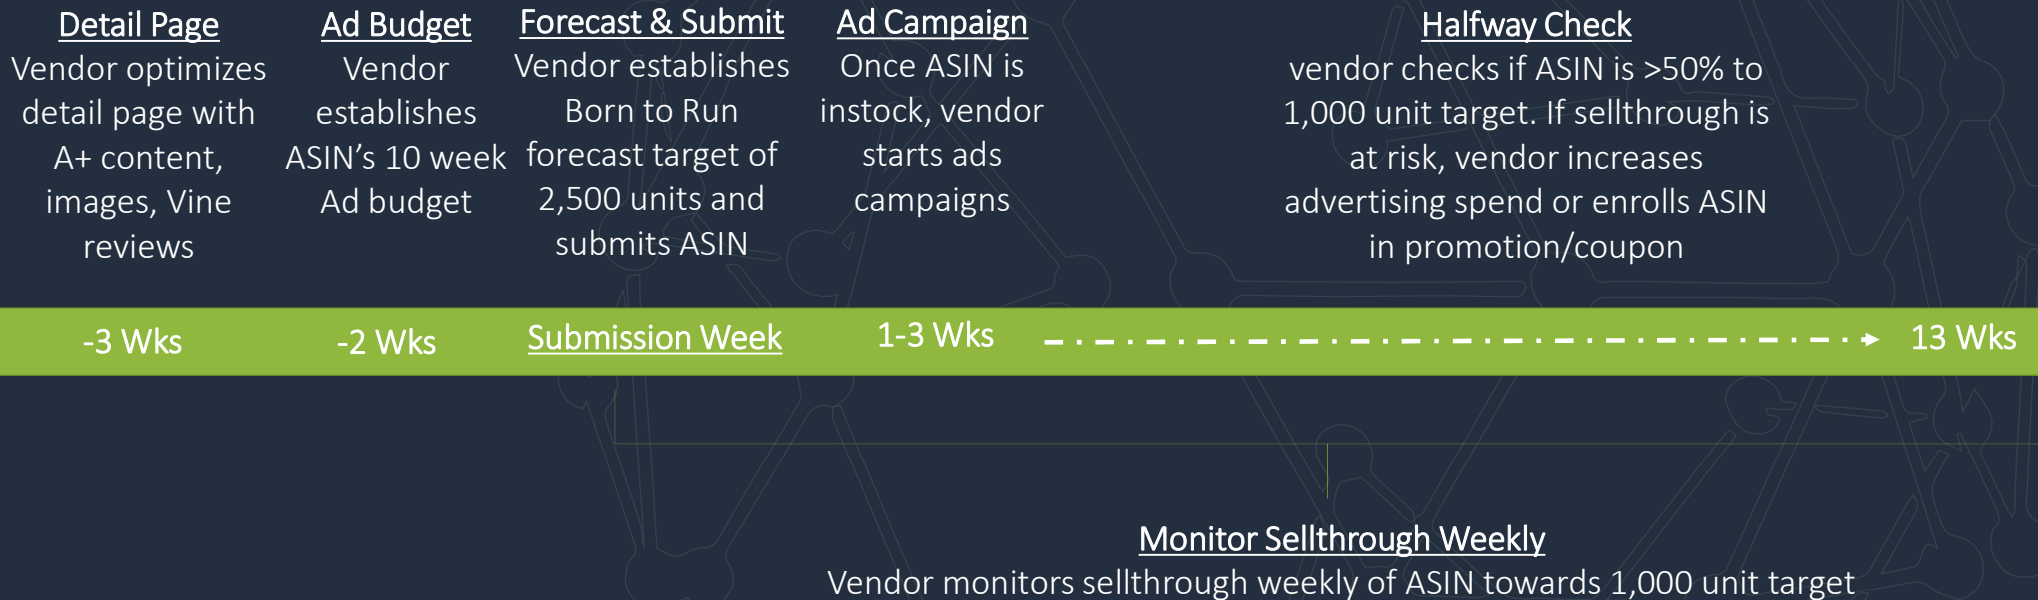 Detail Page
Vendor optimizes
detail page with
A+ content,
images, Vine
reviews
Ad Budget
Vendor
establishes
ASIN’s 10 week
Ad budget
Forecast & Submit
Vendor establishes
Born to Run
forecast target of
2,500 units and
submits ASIN
Ad Campaign
Once ASIN is
instock, vendor
starts ads
campaigns
Halfway Check
vendor checks if ASIN is >50% to
1,000 unit target. If sellthrough is
at risk, vendor increases
advertising spend or enrolls ASIN
in promotion/coupon
-3 Wks
-2 Wks
Submission Week
1-3 Wks
13 Wks
Monitor Sellthrough Weekly
Vendor monitors sellthrough weekly of ASIN towards 1,000 unit target